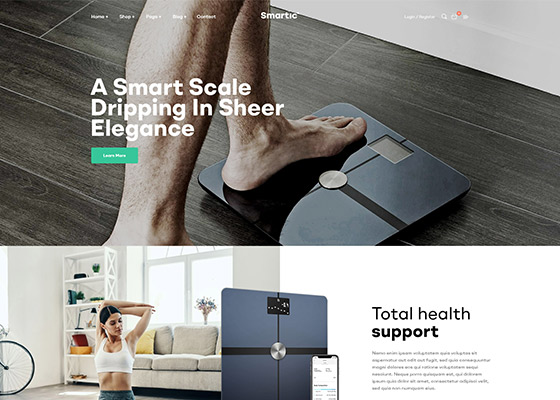 Home Shop Page Blog Contact Smartic Login / Register
A Smart Scale
Dripping In Sheer
Elegance
Learn More
Total health
support
Nemo enim ipsam voluptatem quia voluptas sit
aspernatur aut odit aut fugit, sed quia consequuntur
magni dolores eos qui ratione voluptatem sequi
nesciunt. Neque porro quisquam est, qui dolorem
ipsum quia dolor sit amet, consectetur adipisci velit,
sed quia non numquam eius.